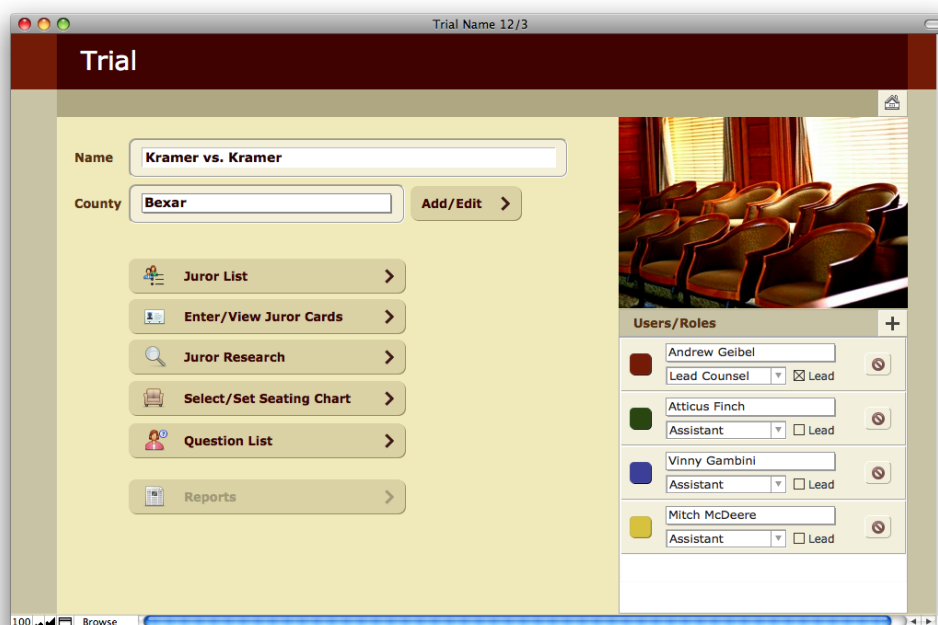 Trial Name 12/3
Trial
Name Kramer vs. Kramer
County Bexar Add/Edit
Juror List
Enter/View Juror Cards
Juror Research
Select/Set Seating Chart
Question List
Reports
Users/Roles
Andrew Geibel
Lead Counsel Lead
Atticus Finch
Assistant Lead
Vinny Gambini
Assistant Lead
Mitch McDeere
Assistant Lead
100 Browse